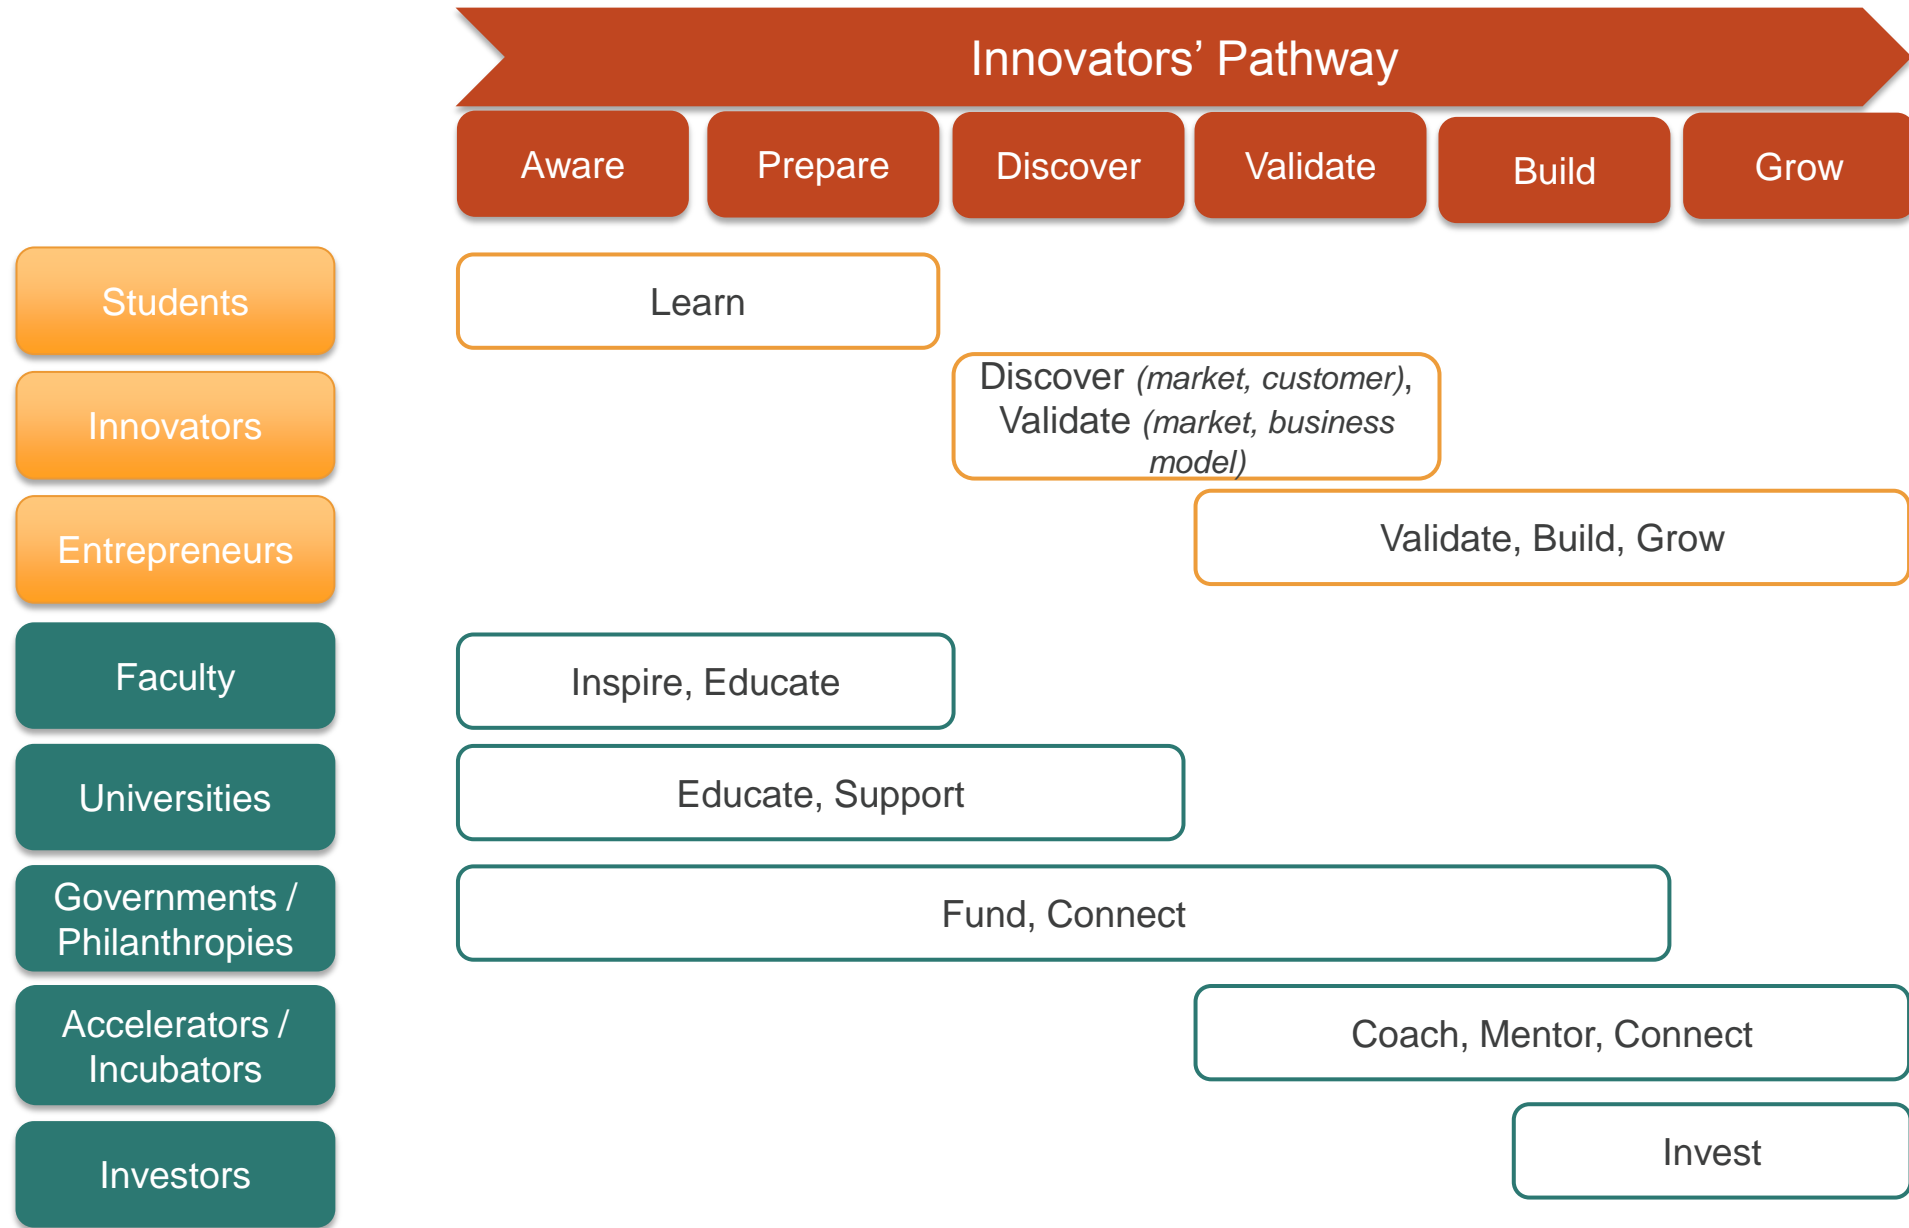 Innovators’ Pathway
Aware
Prepare
Discover
Validate
Build
Grow
Students
Learn
Innovators
Discover (market, customer),
Validate (market, business
model)
Entrepreneurs
Validate, Build, Grow
Faculty
Inspire, Educate
Universities
Educate, Support
Governments /
Philanthropies
Fund, Connect
Accelerators /
Incubators
Coach, Mentor, Connect
Investors
Invest